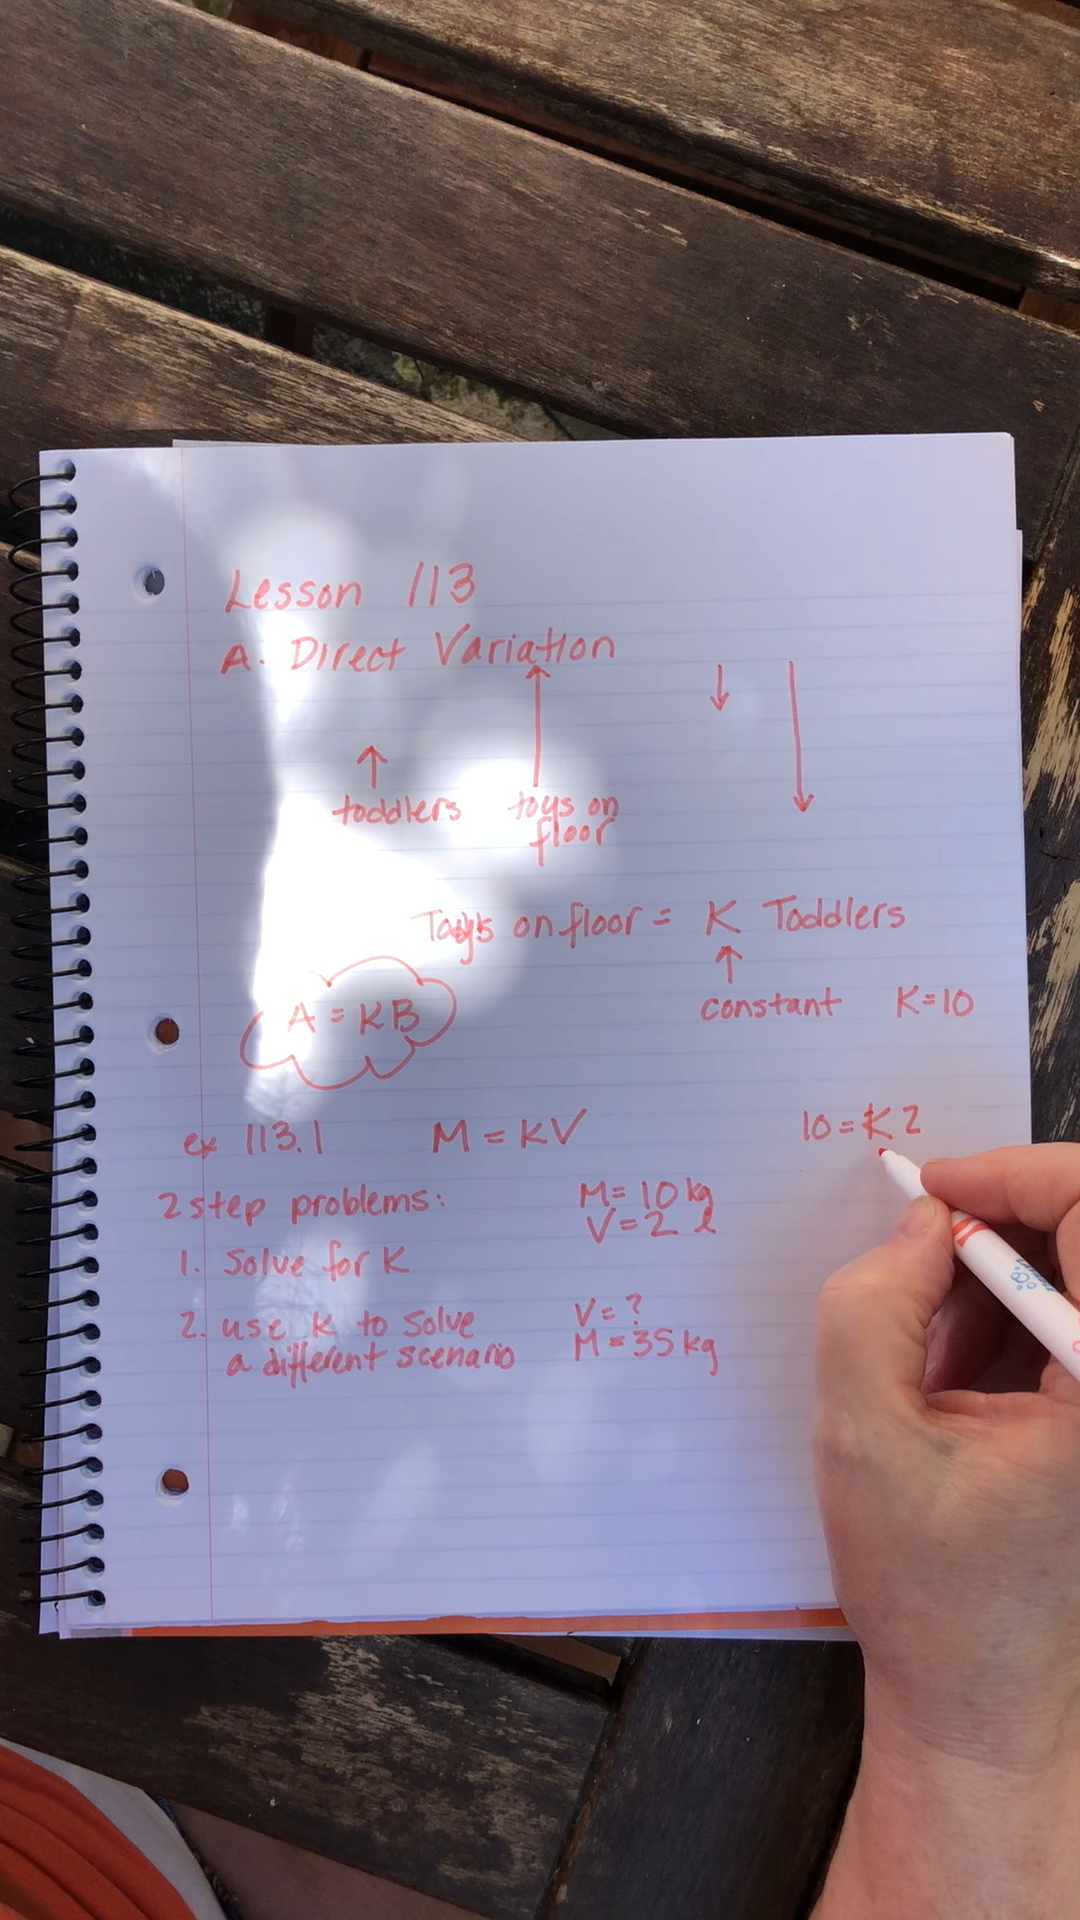 Lesson 113
A. Direct Variation
toddlers toys on
floor
Toys on floor = K Toddlers
constant K=10
A = KB
ex 113.1 M = KV 10 = K 2
2 step problems: M = 10 kg
V = 2 l
1. Solve for K
2. use K to solve V = ?
a different scenario M = 35 kg